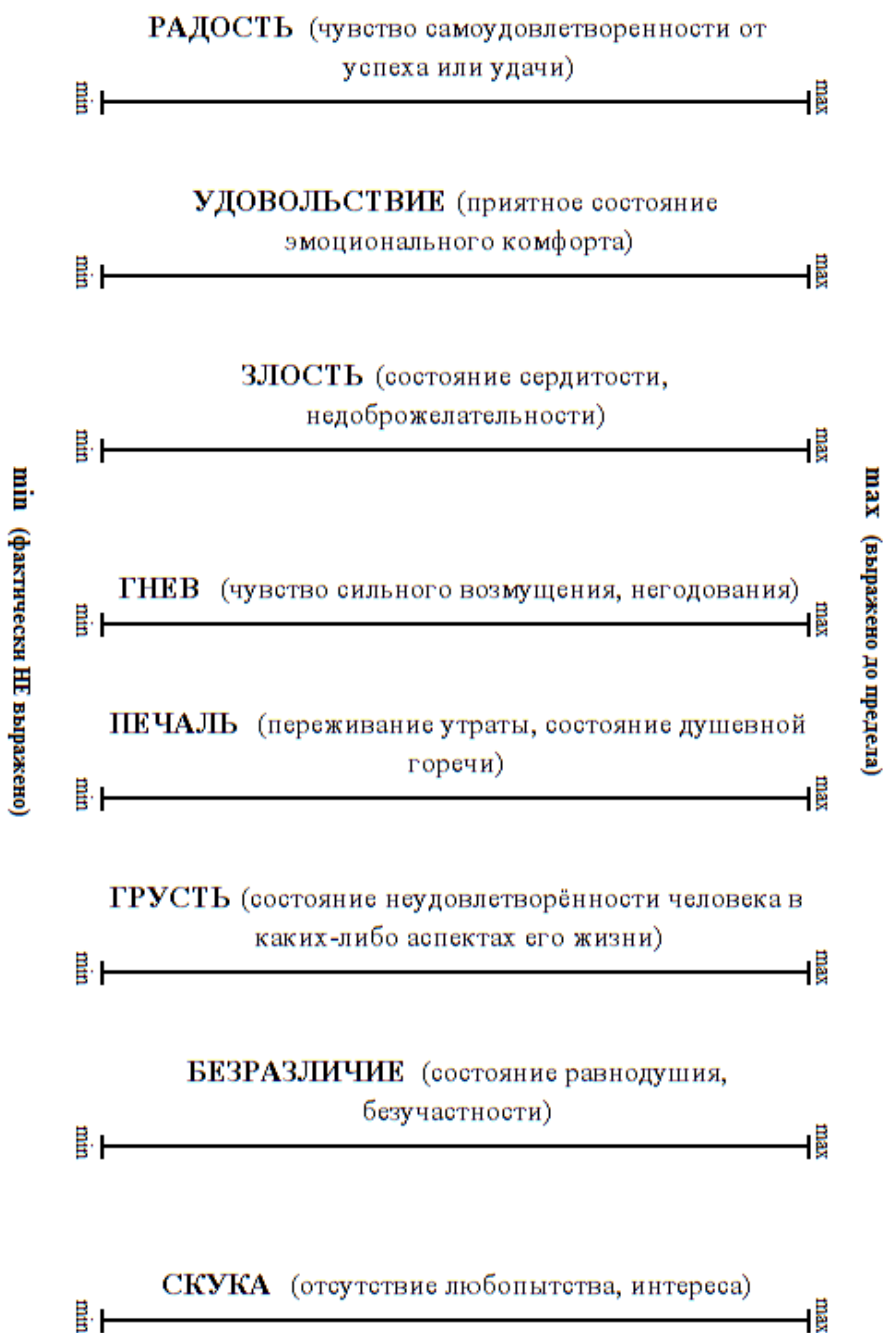 РАДОСТЬ (чувство самоудовлетворенности от
успеха или удачи)
min
max
УДОВОЛЬСТВИЕ (приятное состояние
эмоционального комфорта)
min
max
ЗЛОСТЬ (состояние сердитости,
недоброжелательности)
min
max
min (фактически НЕ выражено)
max (выражено до предела)
ГНЕВ (чувство сильного возмущения, негодования)
min
max
ПЕЧАЛЬ (переживание утраты, состояние душевной
горечи)
min
max
ГРУСТЬ (состояние неудовлетворённости человека в
каких-либо аспектах его жизни)
min
max
БЕЗРАЗЛИЧИЕ (состояние равнодушия,
безучастности)
min
max
СКУКА (отсутствие любопытства, интереса)
min
max